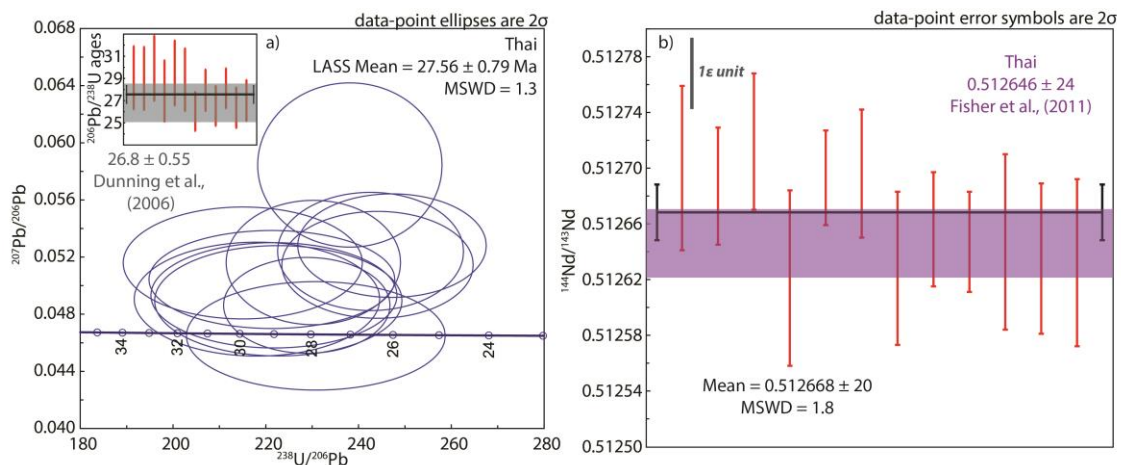 data-point ellipses are 2σ
0.068
0.064
0.060
0.056
0.052
0.048
0.044
0.040
²⁰⁷Pb/²⁰⁶Pb
a)
Thai
LASS Mean = 27.56 ± 0.79 Ma
MSWD = 1.3
²⁰⁶Pb/²³⁸U ages
31
29
27
25
26.8 ± 0.55
Dunning et al.,
(2006)
34
32
30
28
26
24
180
200
220
240
260
280
²³⁸U/²⁰⁶Pb
data-point error symbols are 2σ
b)
0.51278
0.51274
0.51270
0.51266
0.51262
0.51258
0.51254
0.51250
¹⁴⁴Nd/¹⁴³Nd
1ε unit
Thai
0.512646 ± 24
Fisher et al., (2011)
Mean = 0.512668 ± 20
MSWD = 1.8